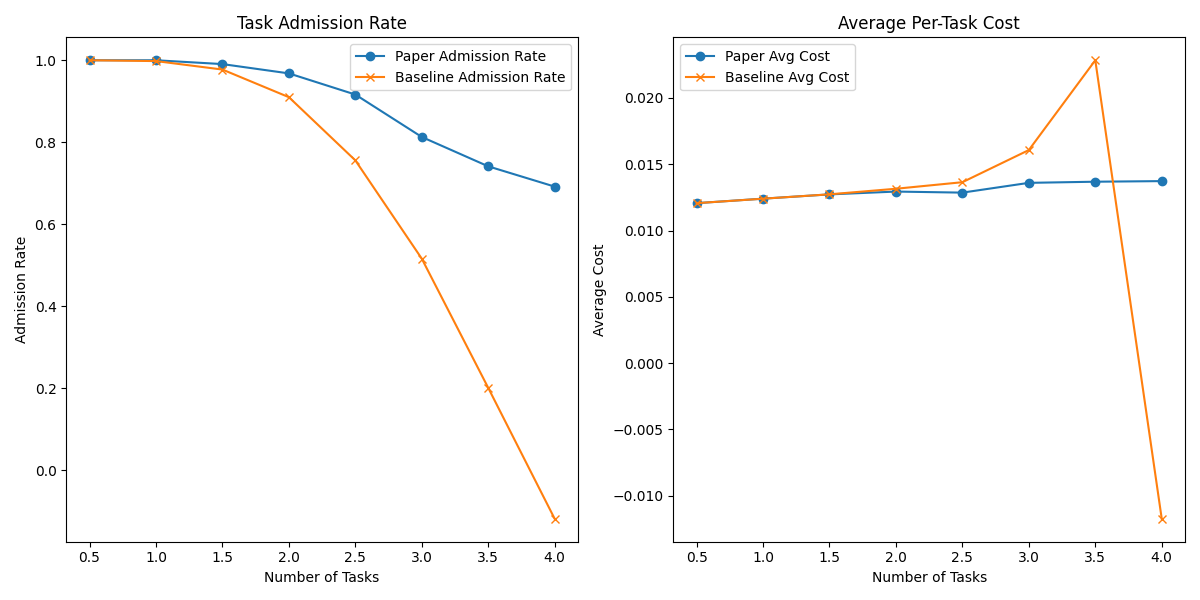 Task Admission Rate
Paper Admission Rate
Baseline Admission Rate
1.0
0.8
0.6
0.4
0.2
0.0
Admission Rate
0.5 1.0 1.5 2.0 2.5 3.0 3.5 4.0
Number of Tasks
Average Per-Task Cost
Paper Avg Cost
Baseline Avg Cost
0.020
0.015
0.010
0.005
0.000
−0.005
−0.010
Average Cost
0.5 1.0 1.5 2.0 2.5 3.0 3.5 4.0
Number of Tasks